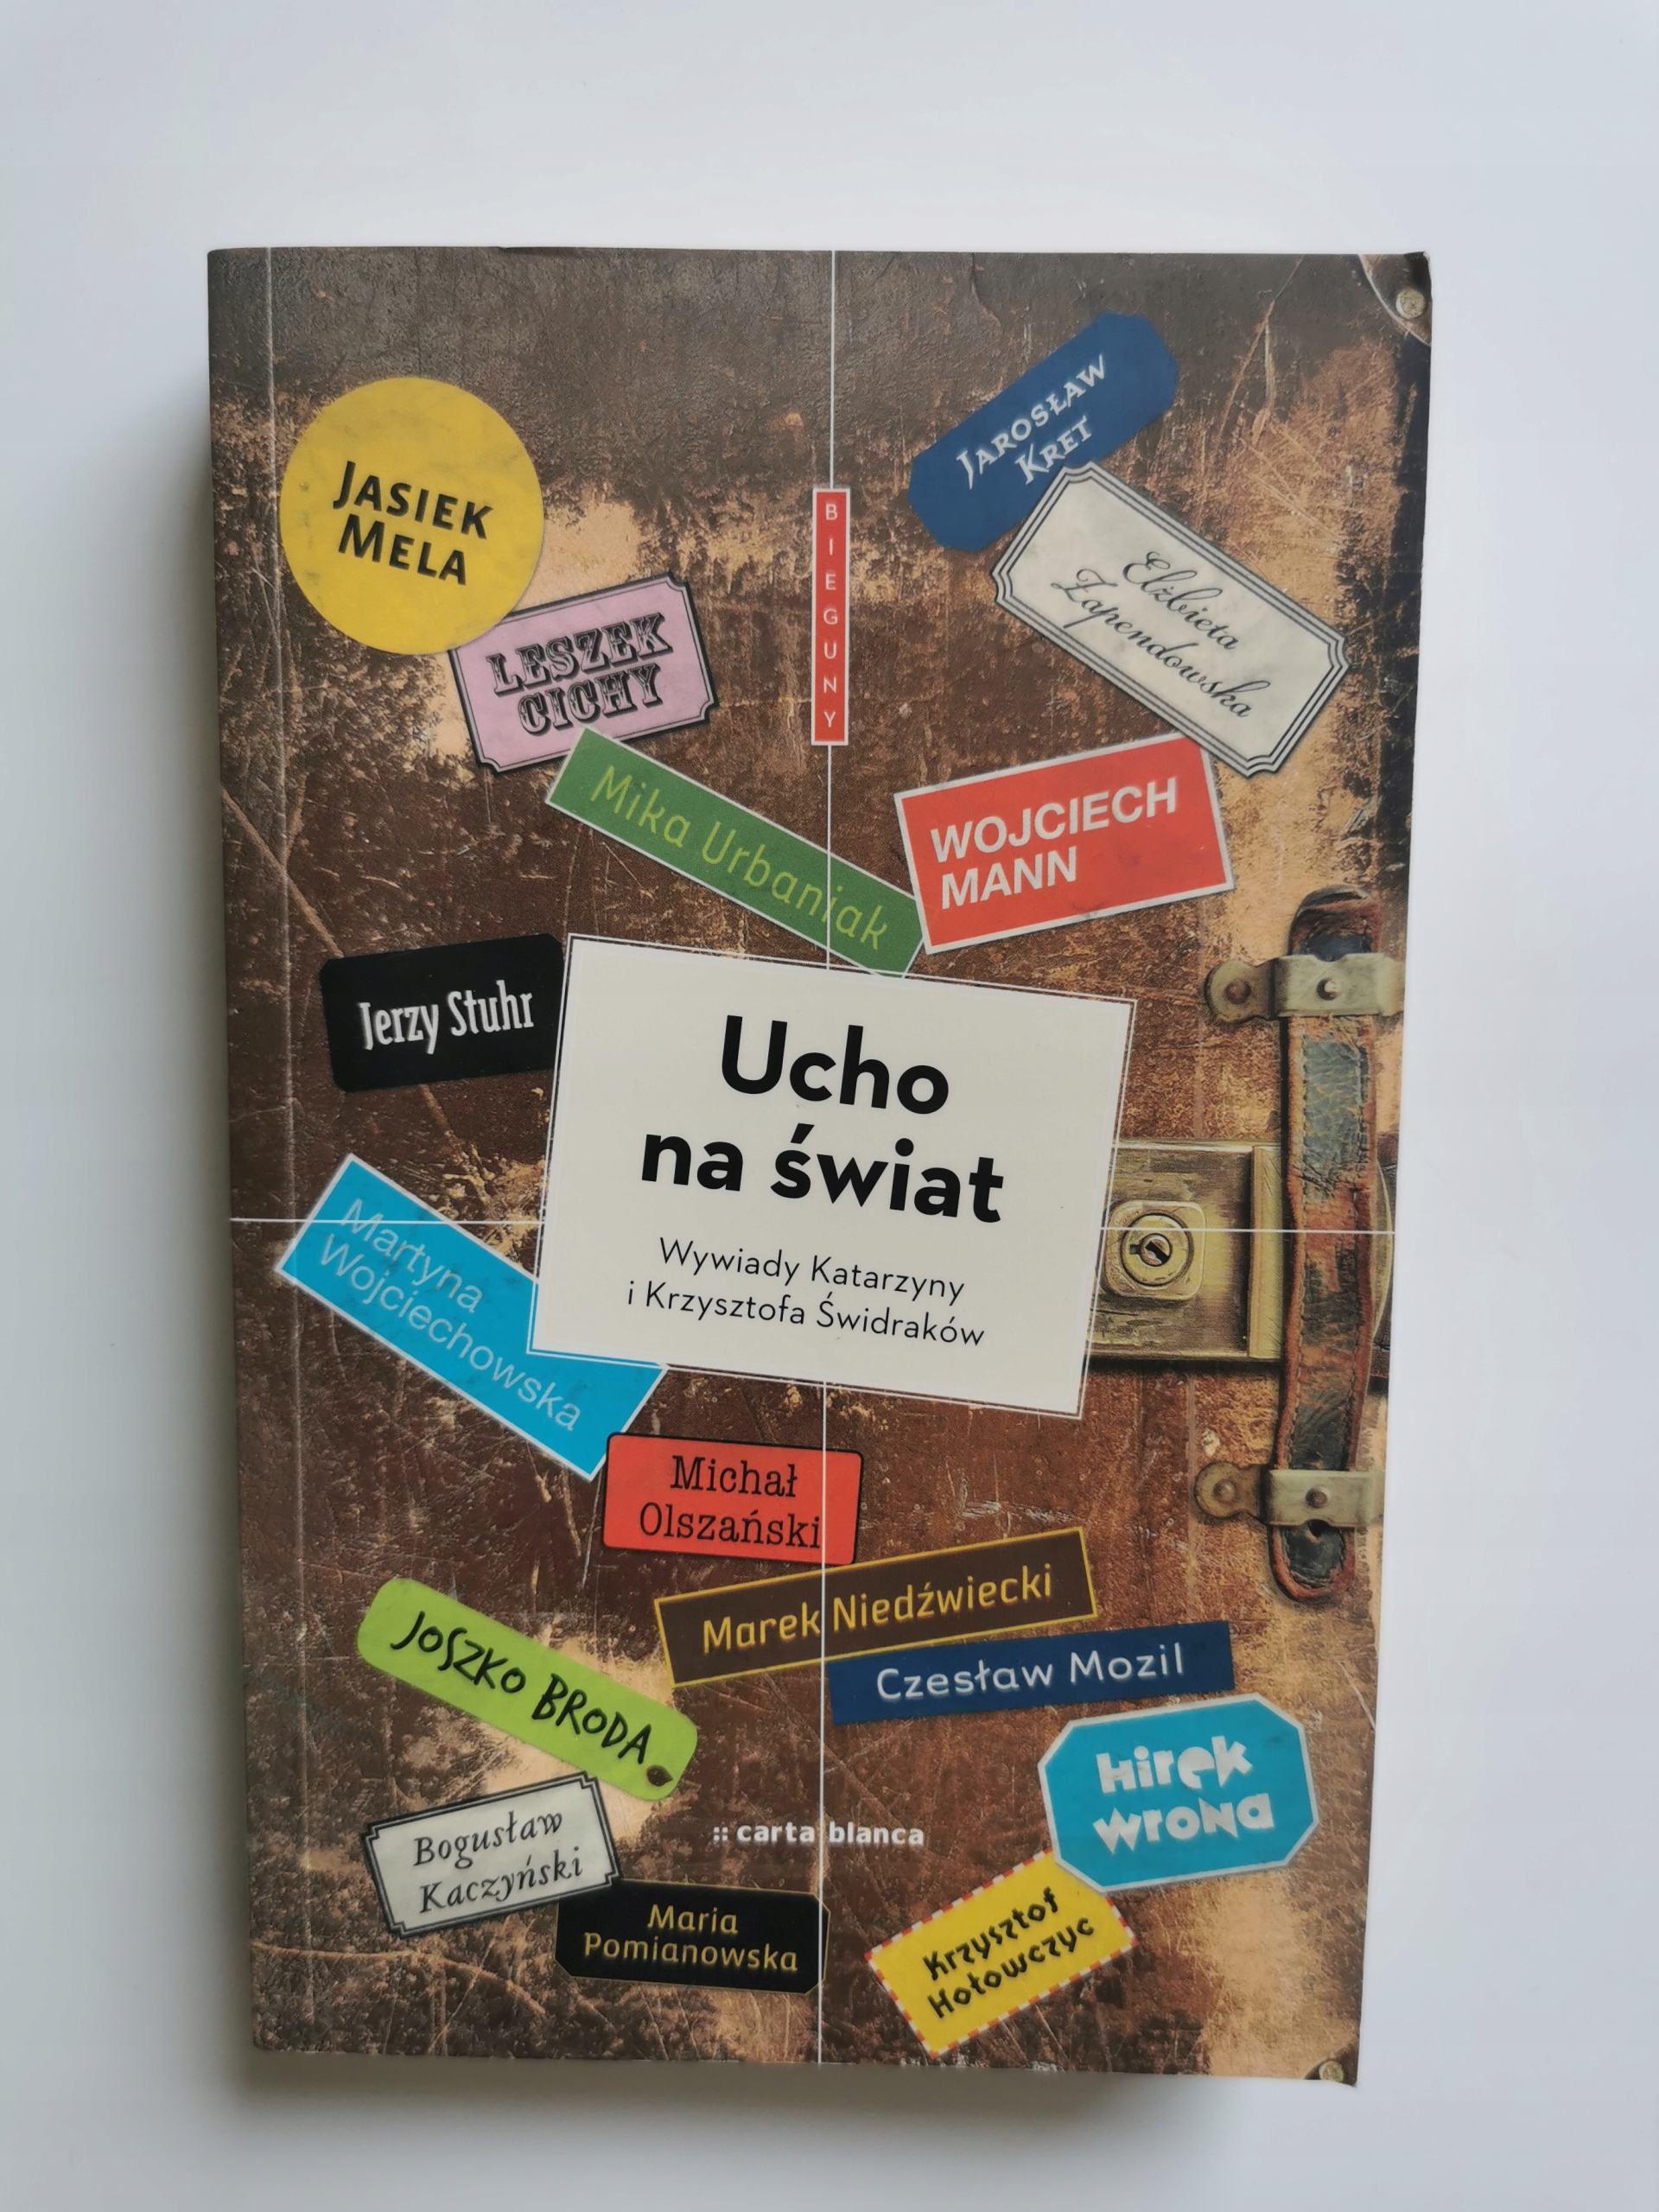 Jarosław
Kret
Jasiek
Mela
BIEGUNY
Elżbieta
Zapendowska
LESZEK
CICHY
Mika Urbaniak
WOJCIECH
MANN
Jerzy Stuhr
Ucho
na świat
Wywiady Katarzyny
i Krzysztofa Świdraków
Martyna
Wojciechowska
Michał
Olszański
Marek Niedźwiecki
Czesław Mozil
JOSZKO BRODA
Hirek
Wrona
:: carta blanca
Bogusław
Kaczyński
Maria
Pomianowska
Krzysztof
Hołowczyc